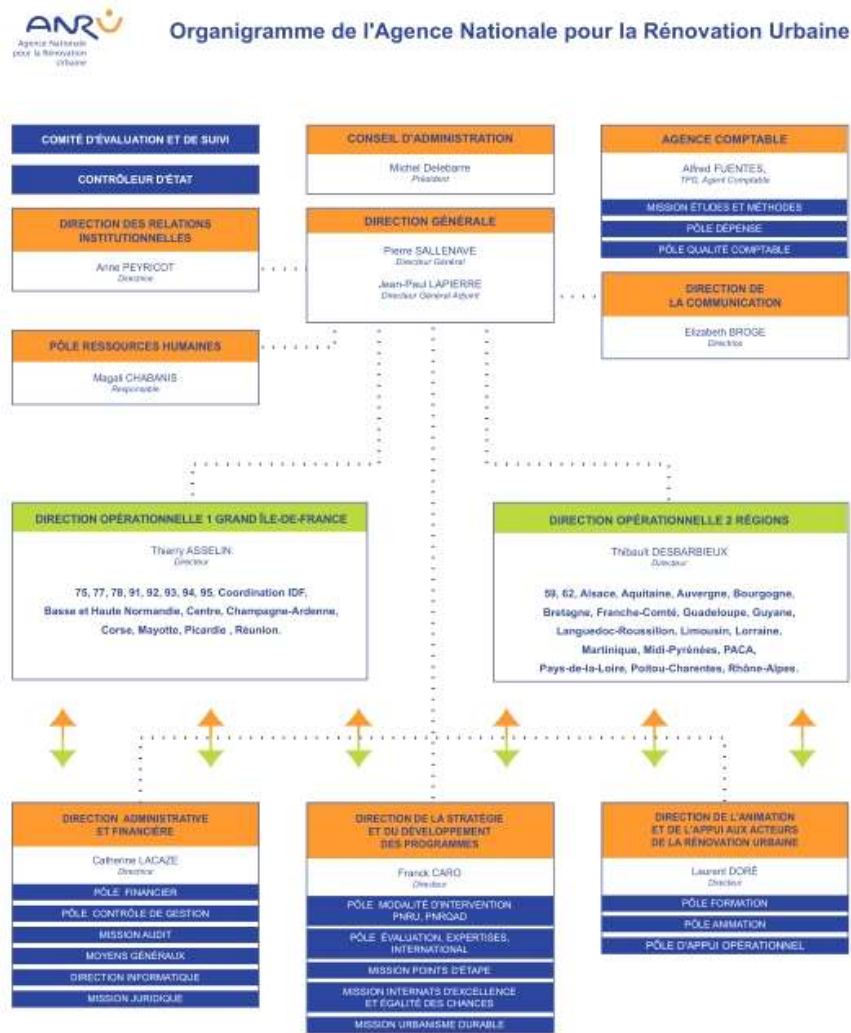 ANRU
Agence Nationale
pour la Rénovation
Urbaine
Organigramme de l'Agence Nationale pour la Rénovation Urbaine
COMITÉ D'ÉVALUATION ET DE SUIVI
CONTRÔLEUR D'ÉTAT
CONSEIL D'ADMINISTRATION
Michel Delebarre
Président
AGENCE COMPTABLE
Alfred FUENTES,
TPG, Agent Comptable
MISSION ÉTUDES ET MÉTHODES
PÔLE DÉPENSE
PÔLE QUALITÉ COMPTABLE
DIRECTION DES RELATIONS
INSTITUTIONNELLES
Anne PEYRICOT
Directrice
DIRECTION GÉNÉRALE
Pierre SALLENAVE
Directeur Général
Jean-Paul LAPIERRE
Directeur Général Adjoint
DIRECTION DE
LA COMMUNICATION
Elizabeth BROGE
Directrice
PÔLE RESSOURCES HUMAINES
Magali CHABANIS
Responsable
DIRECTION OPÉRATIONNELLE 1 GRAND ÎLE-DE-FRANCE
Thierry ASSELIN
Directeur
75, 77, 78, 91, 92, 93, 94, 95, Coordination IDF,
Basse et Haute Normandie, Centre, Champagne-Ardenne,
Corse, Mayotte, Picardie , Réunion.
DIRECTION OPÉRATIONNELLE 2 RÉGIONS
Thibault DESBARBIEUX
Directeur
59, 62, Alsace, Aquitaine, Auvergne, Bourgogne,
Bretagne, Franche-Comté, Guadeloupe, Guyane,
Languedoc-Roussillon, Limousin, Lorraine,
Martinique, Midi-Pyrénées, PACA,
Pays-de-la-Loire, Poitou-Charentes, Rhône-Alpes.
DIRECTION ADMINISTRATIVE
ET FINANCIÈRE
Catherine LACAZE
Directrice
PÔLE FINANCIER
PÔLE CONTRÔLE DE GESTION
MISSION AUDIT
MOYENS GÉNÉRAUX
DIRECTION INFORMATIQUE
MISSION JURIDIQUE
DIRECTION DE LA STRATÉGIE
ET DU DÉVELOPPEMENT
DES PROGRAMMES
Franck CARO
Directeur
PÔLE MODALITÉ D'INTERVENTION
PNRU, PNRQAD
PÔLE ÉVALUATION, EXPERTISES,
INTERNATIONAL
MISSION POINTS D'ÉTAPE
MISSION INTERNATS D'EXCELLENCE
ET ÉGALITÉ DES CHANCES
MISSION URBANISME DURABLE
DIRECTION DE L'ANIMATION
ET DE L'APPUI AUX ACTEURS
DE LA RÉNOVATION URBAINE
Laurent DORÉ
Directeur
PÔLE FORMATION
PÔLE ANIMATION
PÔLE D'APPUI OPÉRATIONNEL